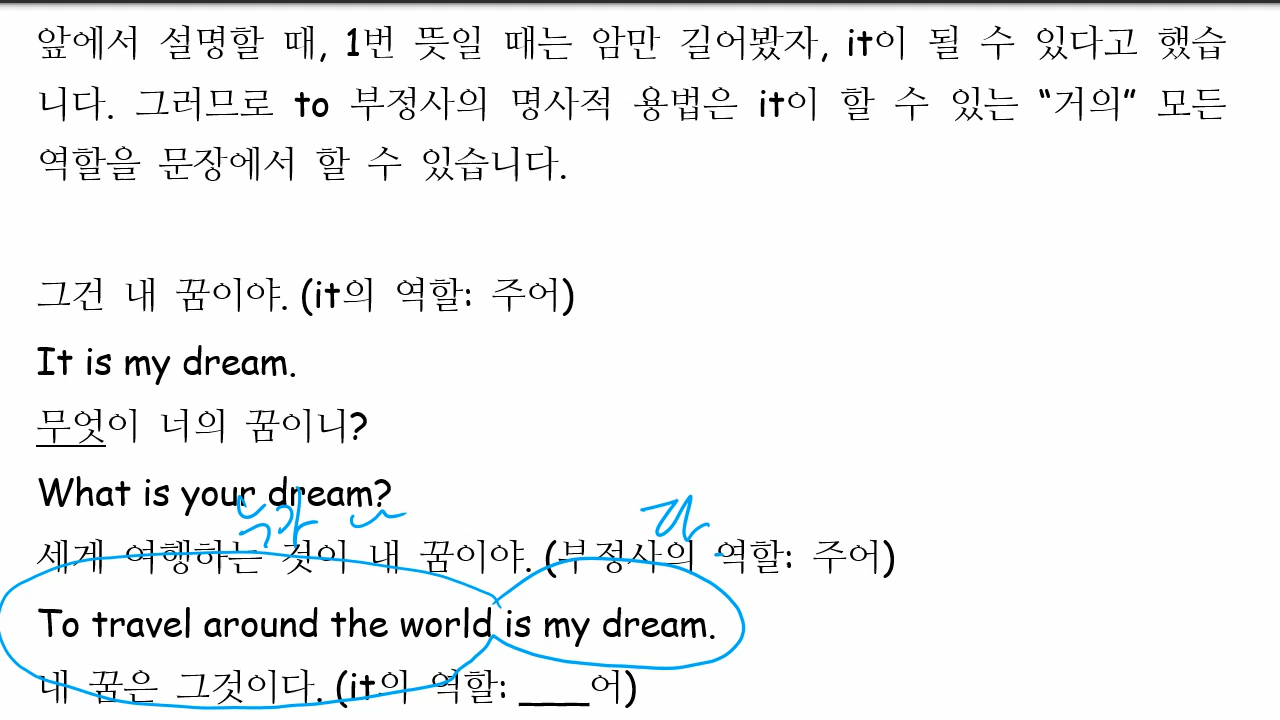 앞에서 설명할 때, 1번 뜻일 때는 암만 길어봤자, it이 될 수 있다고 했습
니다. 그러므로 to 부정사의 명사적 용법은 it이 할 수 있는 “거의” 모든
역할을 문장에서 할 수 있습니다.
그건 내 꿈이야. (it의 역할: 주어)
It is my dream.
무엇이 너의 꿈이니?
What is your dream?
누가
세게 여행하는 것이 내 꿈이야. (부정사의 역할: 주어)
To travel around the world is my dream.
내 꿈은 그것이다. (it의 역할: ____어)